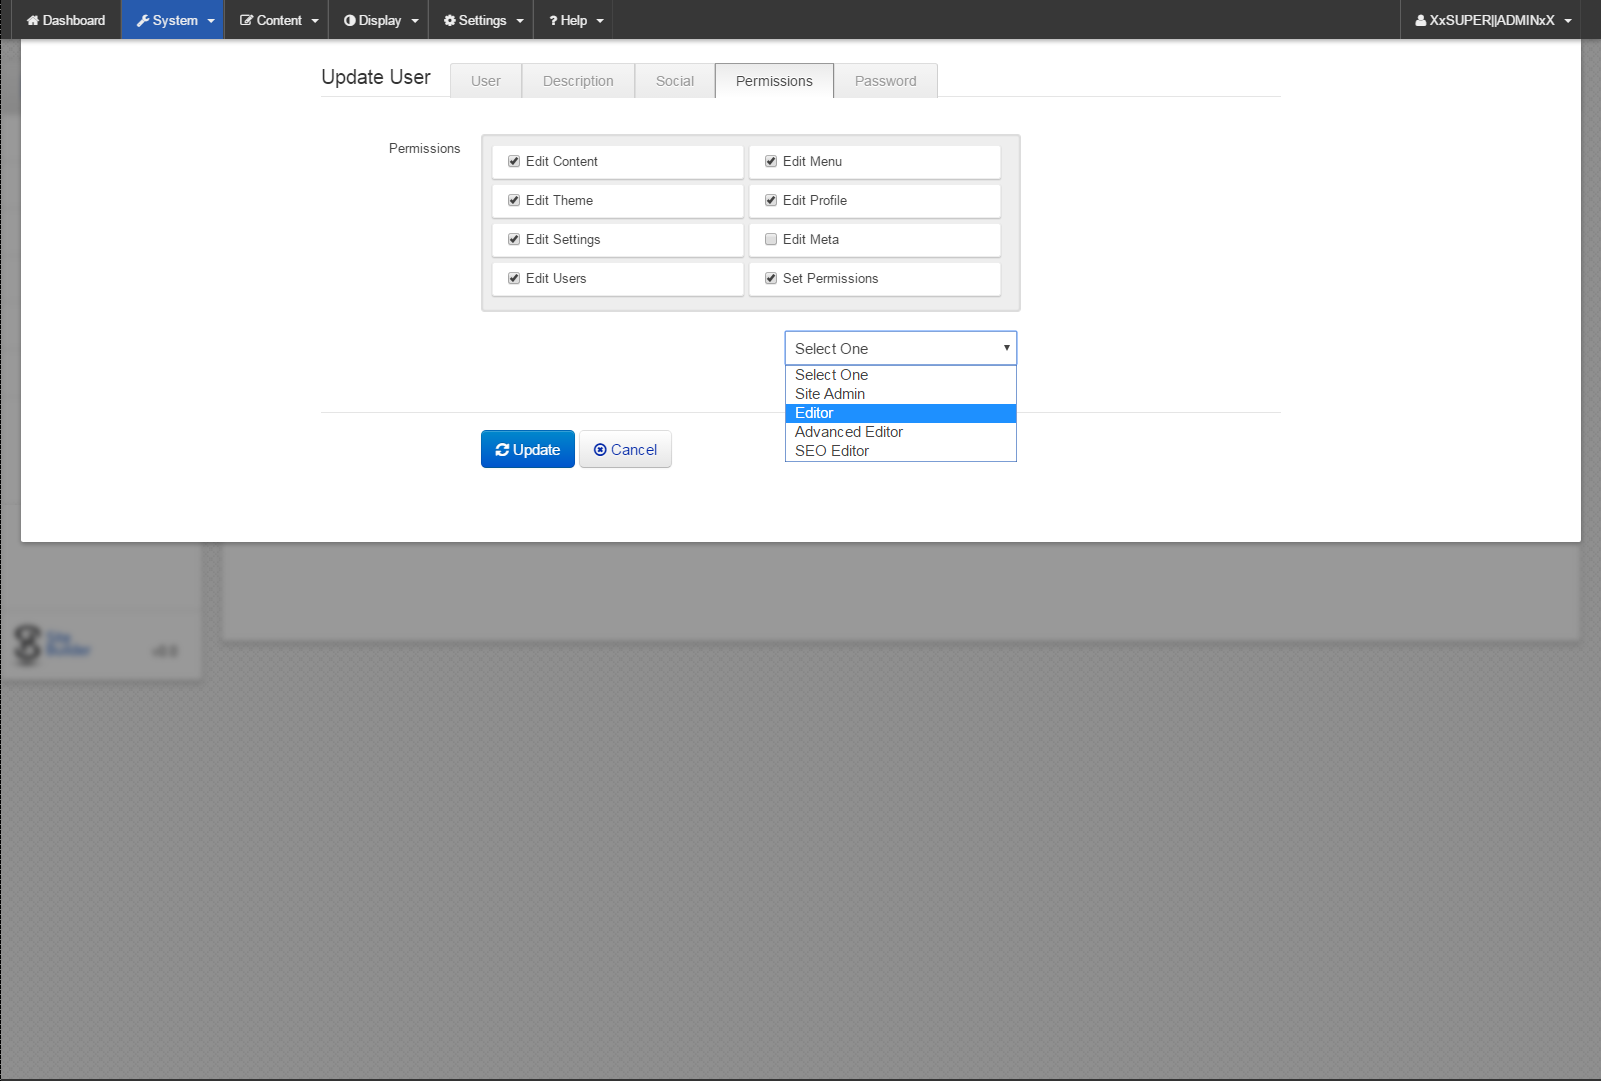 Dashboard System Content Display Settings ? Help XxSUPER||ADMINxX
Update User User Description Social Permissions Password
Permissions
Edit Content Edit Menu
Edit Theme Edit Profile
Edit Settings Edit Meta
Edit Users Set Permissions
Select One
Select One
Site Admin
Editor
Advanced Editor
SEO Editor
Update Cancel